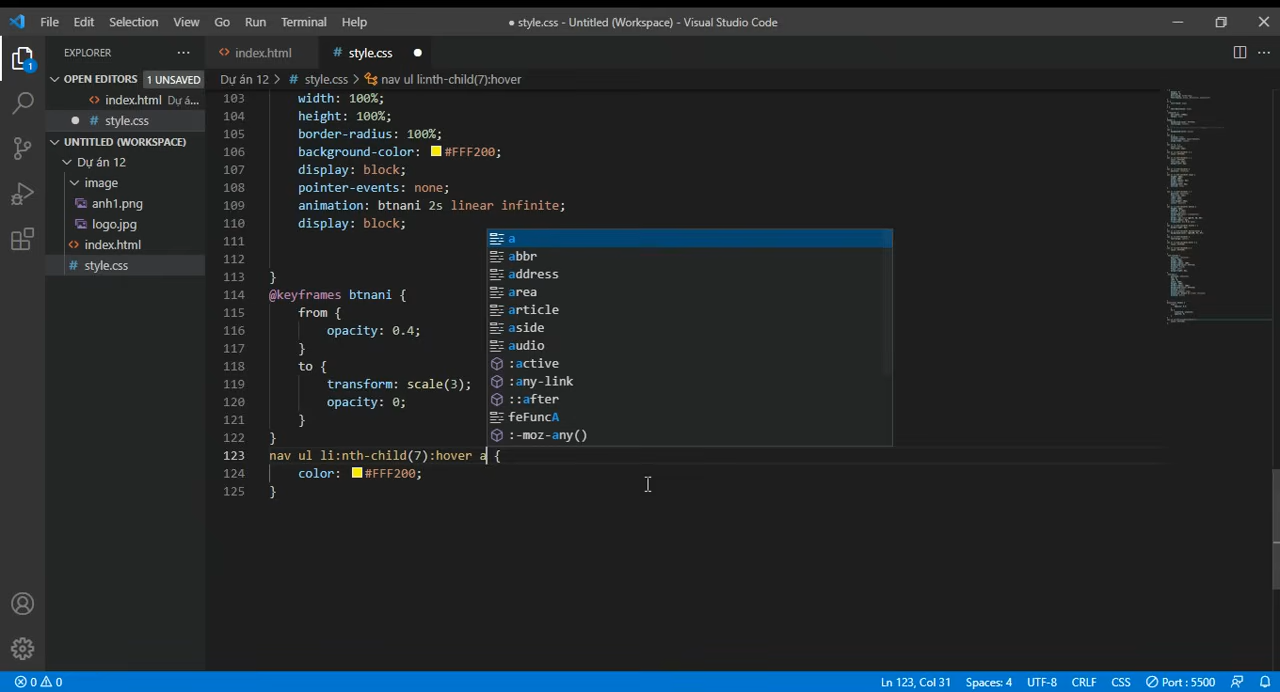 File Edit Selection View Go Run Terminal Help
● style.css - Untitled (Workspace) - Visual Studio Code
EXPLORER
index.html
style.css
OPEN EDITORS
1 UNSAVED
index.html Dự á...
style.css
UNTITLED (WORKSPACE)
Dự án 12
image
anh1.png
logo.jpg
index.html
style.css
1
Dự án 12 > style.css > nav ul li:nth-child(7):hover
103 width: 100%;
104 height: 100%;
105 border-radius: 100%;
106 background-color: #FFF200;
107 display: block;
108 pointer-events: none;
109 animation: btnani 2s linear infinite;
110 display: block;
111
112
113 }
114 @keyframes btnani {
115 from {
116 opacity: 0.4;
117 }
118 to {
119 transform: scale(3);
120 opacity: 0;
121 }
122 }
123 nav ul li:nth-child(7):hover a {
124 color: #FFF200;
125 }
a
abbr
address
area
article
aside
audio
:active
:any-link
::after
feFuncA
:-moz-any()
0 0
Ln 123, Col 31 Spaces: 4 UTF-8 CRLF CSS Port : 5500